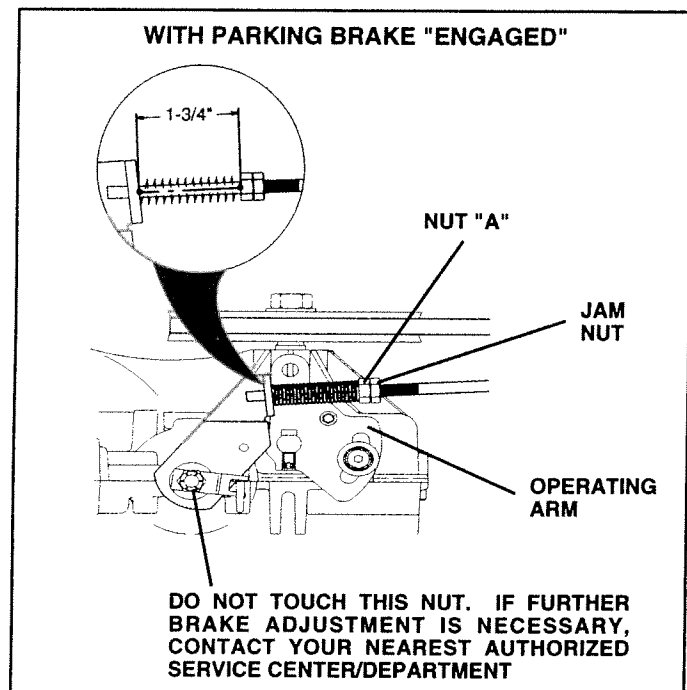 WITH PARKING BRAKE "ENGAGED"
1-3/4"
NUT "A"
JAM
NUT
OPERATING
ARM
DO NOT TOUCH THIS NUT. IF FURTHER
BRAKE ADJUSTMENT IS NECESSARY,
CONTACT YOUR NEAREST AUTHORIZED
SERVICE CENTER/DEPARTMENT